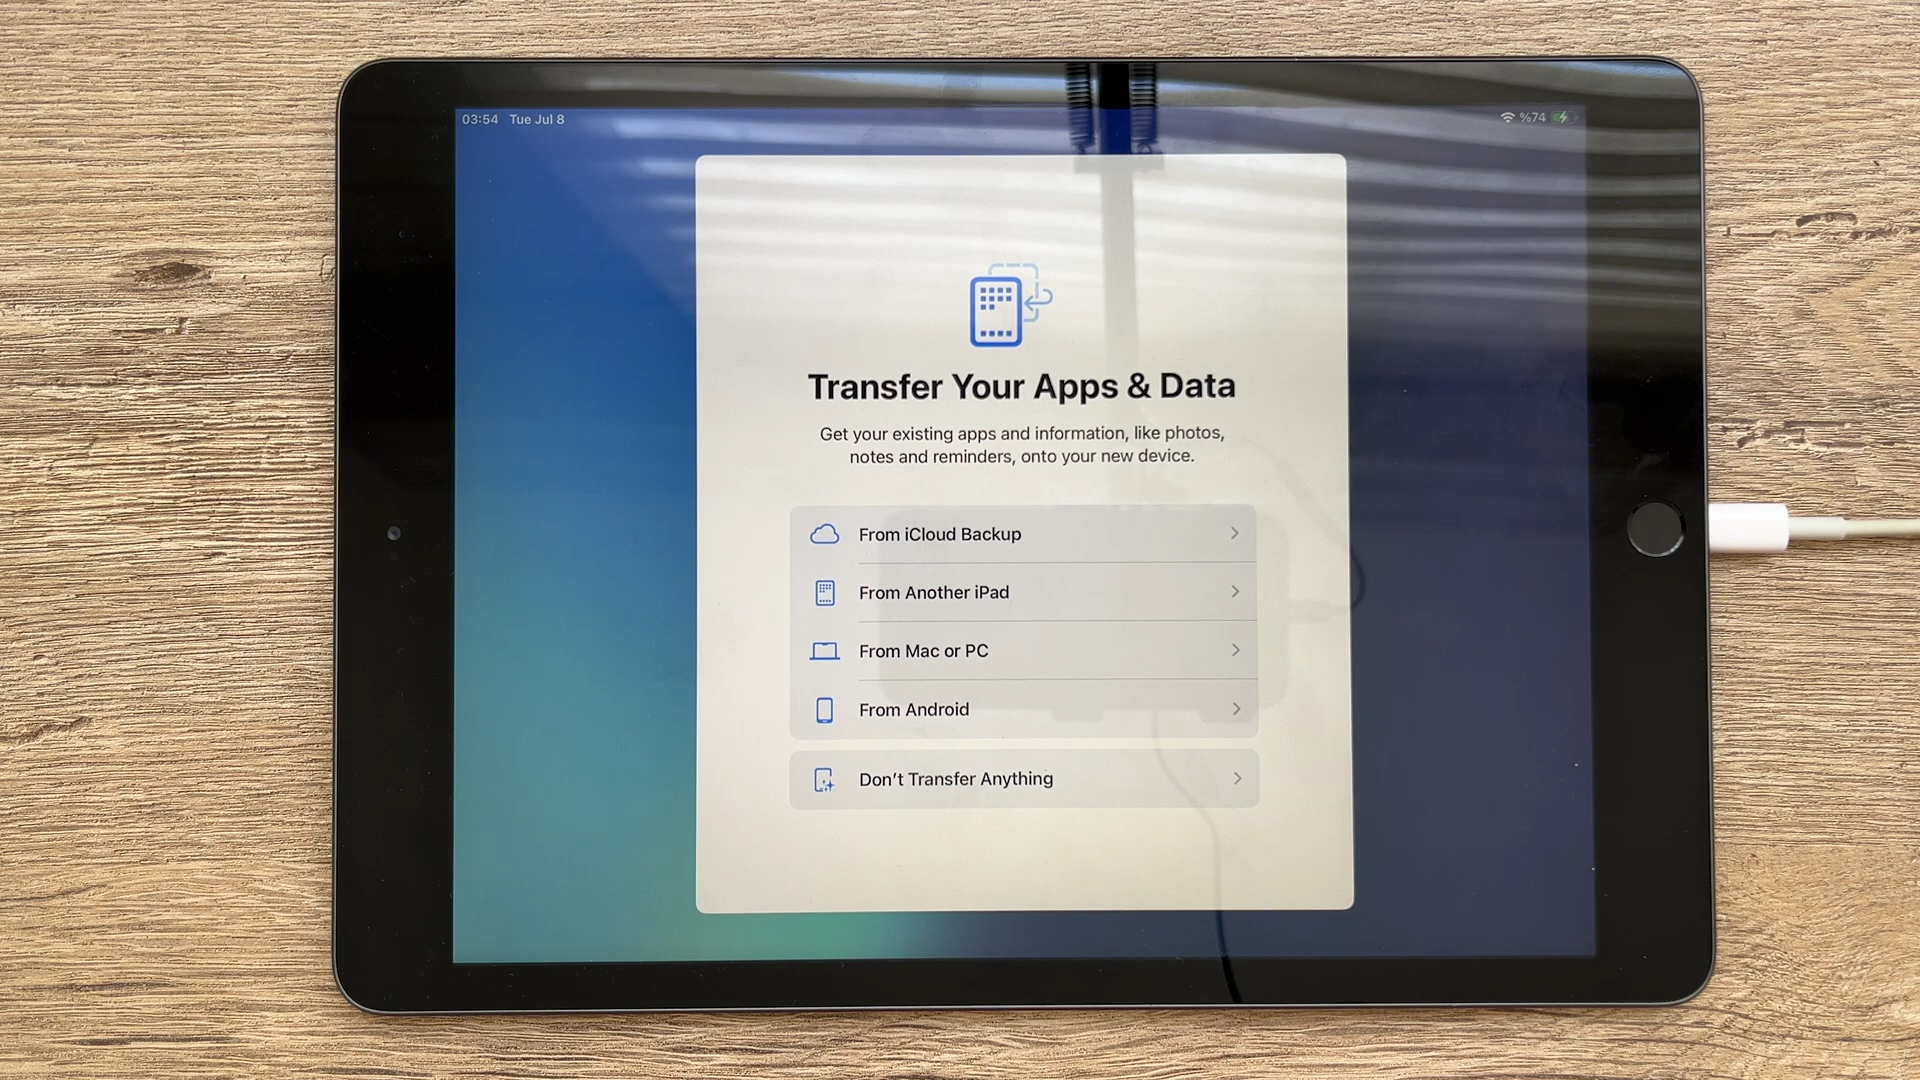 03:54 Tue Jul 8
%74
Transfer Your Apps & Data
Get your existing apps and information, like photos,
notes and reminders, onto your new device.
From iCloud Backup
From Another iPad
From Mac or PC
From Android
Don't Transfer Anything